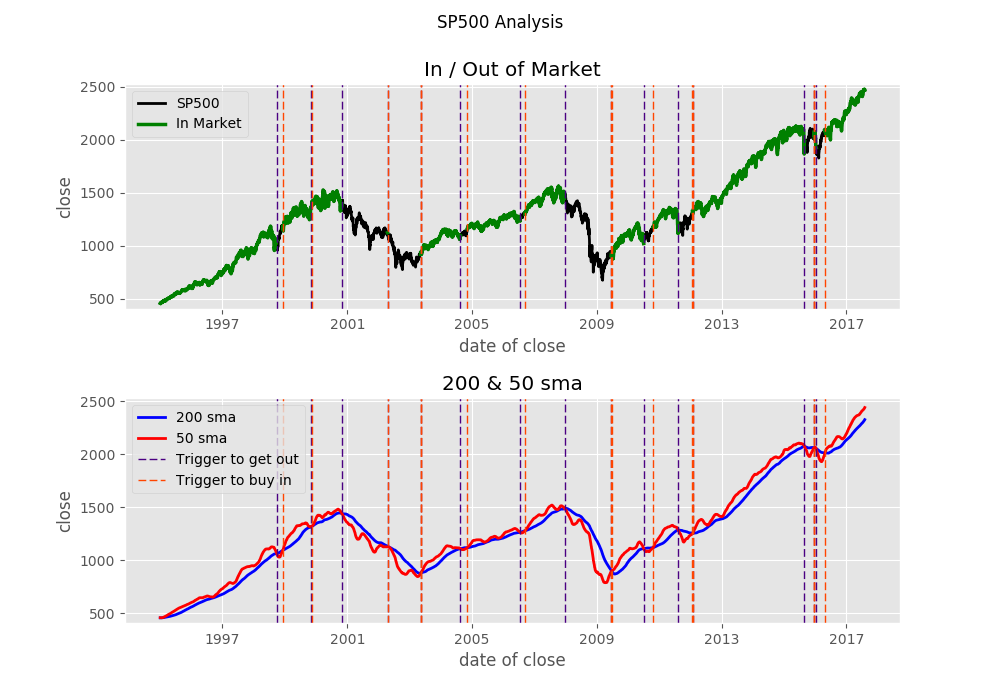 SP500 Analysis
In / Out of Market
close
2500
2000
1500
1000
500
SP500
In Market
1997 2001 2005 2009 2013 2017
date of close
200 & 50 sma
close
2500
2000
1500
1000
500
200 sma
50 sma
Trigger to get out
Trigger to buy in
1997 2001 2005 2009 2013 2017
date of close